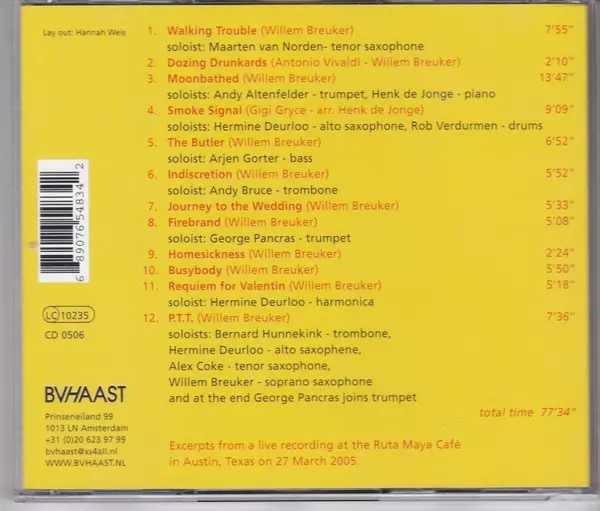 Lay out: Hannah Weis
1. Walking Trouble (Willem Breuker) 7'55"
soloist: Maarten van Norden- tenor saxophone
2. Dozing Drunkards (Antonio Vivaldi - Willem Breuker) 2'10"
3. Moonbathed (Willem Breuker) 13'47"
soloists: Andy Altenfelder - trumpet, Henk de Jonge - piano
4. Smoke Signal (Gigi Gryce - arr. Henk de Jonge) 9'09"
soloists: Hermine Deurloo - alto saxophone, Rob Verdurmen - drums
5. The Butler (Willem Breuker) 6'52"
soloist: Arjen Gorter - bass
6. Indiscretion (Willem Breuker) 5'52"
soloist: Andy Bruce - trombone
7. Journey to the Wedding (Willem Breuker) 5'33"
8. Firebrand (Willem Breuker) 5'08"
soloist: George Pancras - trumpet
9. Homesickness (Willem Breuker) 2'24"
10. Busybody (Willem Breuker) 5'50"
11. Requiem for Valentin (Willem Breuker) 5'18"
soloist: Hermine Deurloo - harmonica
12. P.T.T. (Willem Breuker) 7'36"
soloists: Bernard Hunnekink - trombone,
Hermine Deurloo - alto saxophene,
Alex Coke - tenor saxophone,
Willem Breuker - soprano saxophone
and at the end George Pancras joins trumpet
total time 77'34"
Excerpts from a live recording at the Ruta Maya Café
in Austin, Texas on 27 March 2005.
6 89076 54834 2
LC 10235
CD 0506
BVHAAST
Prinseneiland 99
1013 LN Amsterdam
+31 (0)20 623 97 99
bvhaast@xs4all.nl
WWW.BVHAAST.NL